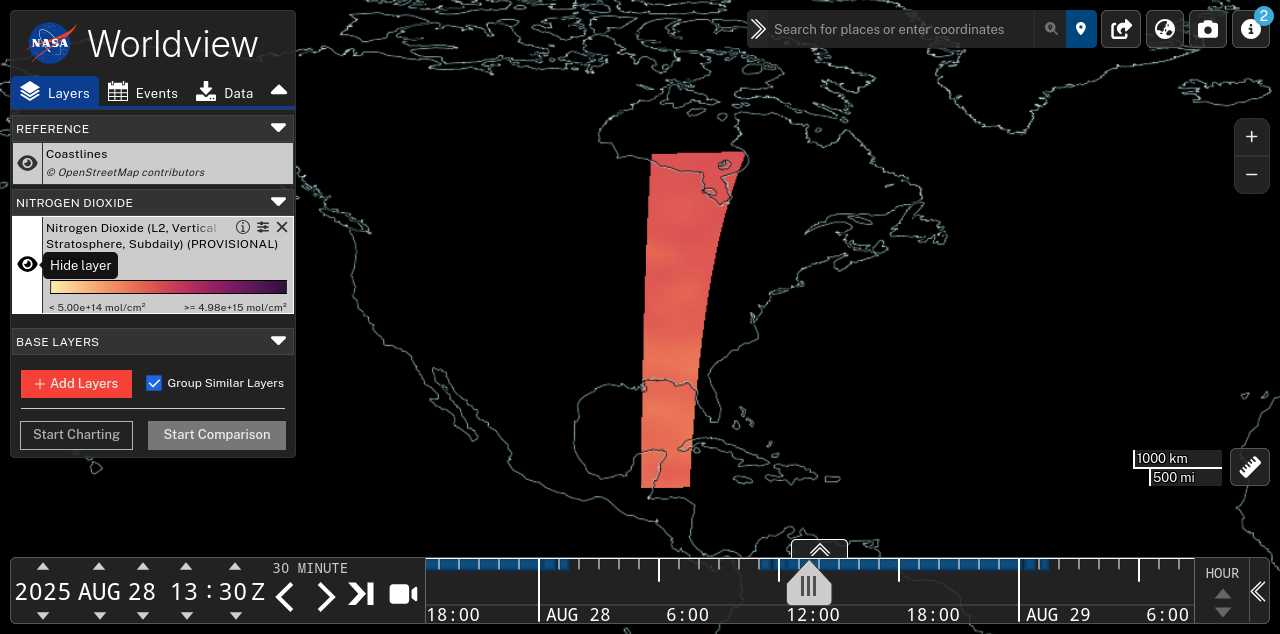 NASA
Worldview
Layers
Events
Data
REFERENCE
Coastlines
© OpenStreetMap contributors
NITROGEN DIOXIDE
Nitrogen Dioxide (L2, Vertical
Stratosphere, Subdaily) (PROVISIONAL)
Hide layer
< 5.00e+14 mol/cm²
>= 4.98e+15 mol/cm²
BASE LAYERS
+ Add Layers
Group Similar Layers
Start Charting
Start Comparison
Search for places or enter coordinates
2
+
−
1000 km
500 mi
2025 AUG 28 13 : 30 Z
30 MINUTE
18:00
AUG 28
6:00
12:00
18:00
AUG 29
6:00
HOUR